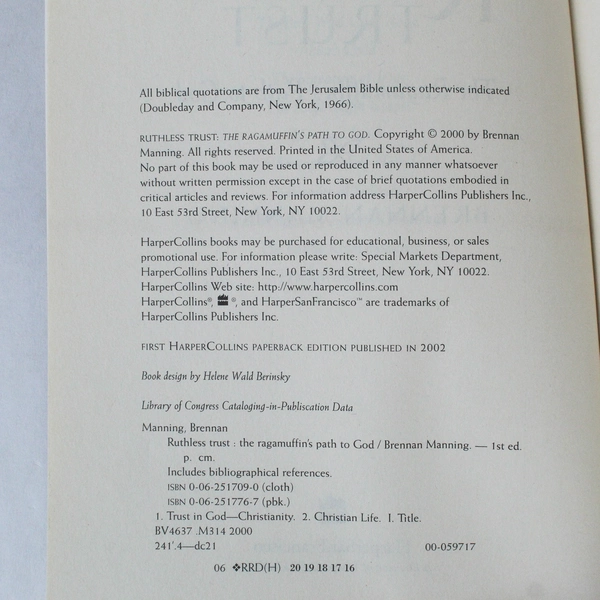 TRUST
All biblical quotations are from The Jerusalem Bible unless otherwise indicated
(Doubleday and Company, New York, 1966).
RUTHLESS TRUST: THE RAGAMUFFIN'S PATH TO GOD. Copyright © 2000 by Brennan
Manning. All rights reserved. Printed in the United States of America.
No part of this book may be used or reproduced in any manner whatsoever
without written permission except in the case of brief quotations embodied in
critical articles and reviews. For information address HarperCollins Publishers Inc.,
10 East 53rd Street, New York, NY 10022.
HarperCollins books may be purchased for educational, business, or sales
promotional use. For information please write: Special Markets Department,
HarperCollins Publishers Inc., 10 East 53rd Street, New York, NY 10022.
HarperCollins Web site: http://www.harpercollins.com
HarperCollins®, ®, and HarperSanFrancisco™ are trademarks of
HarperCollins Publishers Inc.
FIRST HARPERCOLLINS PAPERBACK EDITION PUBLISHED IN 2002
Book design by Helene Wald Berinsky
Library of Congress Cataloging-in-Publiscation Data
Manning, Brennan
Ruthless trust : the ragamuffin's path to God / Brennan Manning. — 1st ed.
p. cm.
Includes bibliographical references.
ISBN 0-06-251709-0 (cloth)
ISBN 0-06-251776-7 (pbk.)
1. Trust in God—Christianity. 2. Christian Life. I. Title.
BV4637 .M314 2000
241'.4—dc21 00-059717
06 ❖RRD(H) 20 19 18 17 16